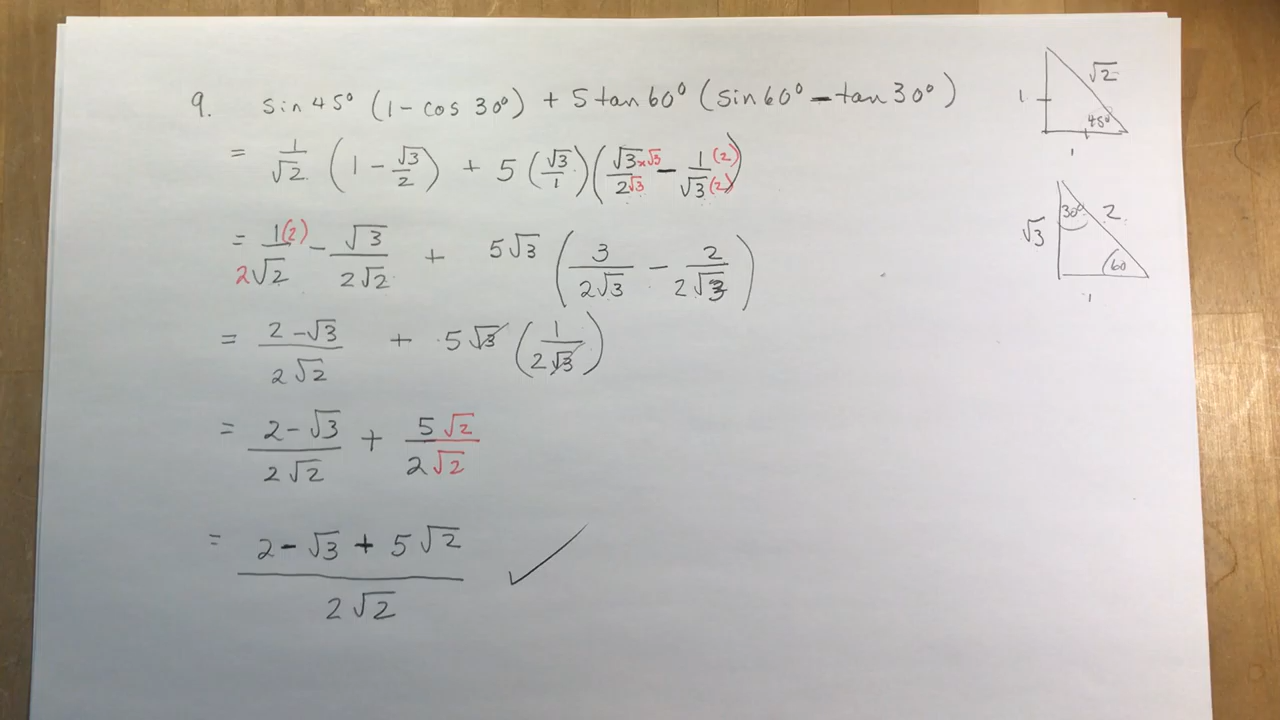 9. sin 45° (1 - cos 30°) + 5 tan 60° (sin 60° - tan 30°)
= 1/√2 (1 - √3/2) + 5 (√3/1) (√3×√3/2√3 - 1(2)/√3(2))
= 1(2)/2√2 - √3/2√2 + 5√3 (3/2√3 - 2/2√3)
= 2-√3/2√2 + 5√3 (1/2√3)
= 2-√3/2√2 + 5√2/2√2
= 2-√3+5√2/2√2 ✓
√2
1
45°
1
30°
2
√3
60
1